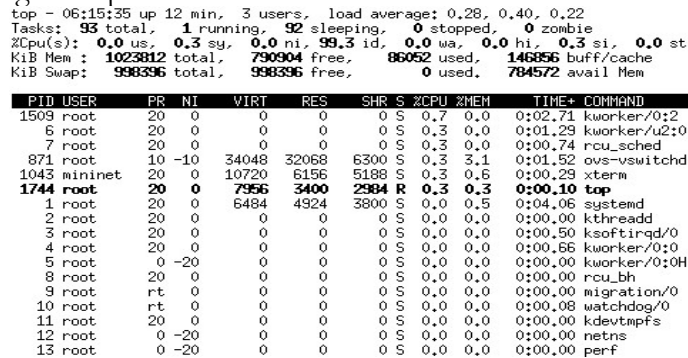 top - 06:15:35 up 12 min,  3 users,  load average: 0.28, 0.40, 0.22
Tasks:  93 total,   1 running,  92 sleeping,   0 stopped,   0 zombie
%Cpu(s):  0.0 us,  0.3 sy,  0.0 ni, 99.3 id,  0.0 wa,  0.0 hi,  0.3 si,  0.0 st
KiB Mem :  1023812 total,   790904 free,    86052 used,   146856 buff/cache
KiB Swap:   998396 total,   998396 free,        0 used.   784572 avail Mem
PID USER      PR  NI    VIRT    RES    SHR S %CPU %MEM     TIME+ COMMAND
1509 root      20   0       0      0      0 S  0.7  0.0   0:02.71 kworker/0:2
6 root      20   0       0      0      0 S  0.3  0.0   0:01.29 kworker/u2:0
7 root      20   0       0      0      0 S  0.3  0.0   0:00.74 rcu_sched
871 root      10 -10   34048  32068   6300 S  0.3  3.1   0:01.52 ovs-vswitchd
1043 mininet   20   0   10720   6156   5188 S  0.3  0.6   0:00.29 xterm
1744 root      20   0    7956   3400   2984 R  0.3  0.3   0:00.10 top
1 root      20   0    6484   4924   3800 S  0.0  0.5   0:04.06 systemd
2 root      20   0       0      0      0 S  0.0  0.0   0:00.00 kthreadd
3 root      20   0       0      0      0 S  0.0  0.0   0:00.50 ksoftirqd/0
4 root      20   0       0      0      0 S  0.0  0.0   0:00.66 kworker/0:0
5 root       0 -20       0      0      0 S  0.0  0.0   0:00.00 kworker/0:0H
8 root      20   0       0      0      0 S  0.0  0.0   0:00.00 rcu_bh
9 root      rt   0       0      0      0 S  0.0  0.0   0:00.00 migration/0
10 root      rt   0       0      0      0 S  0.0  0.0   0:00.08 watchdog/0
11 root      20   0       0      0      0 S  0.0  0.0   0:00.00 kdevtmpfs
12 root       0 -20       0      0      0 S  0.0  0.0   0:00.00 netns
13 root       0 -20       0      0      0 S  0.0  0.0   0:00.00 perf